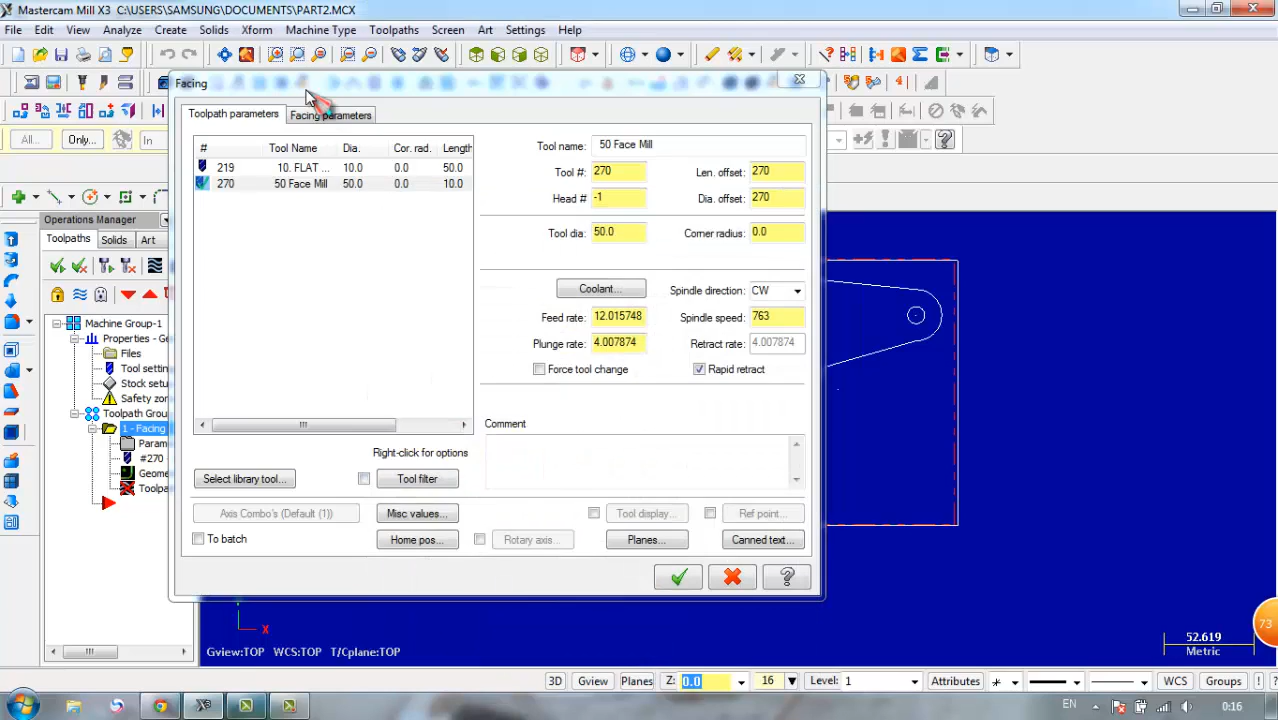 Mastercam Mill X3 C:\USERS\SAMSUNG\DOCUMENTS\PART2.MCX
File Edit View Analyze Create Solids Xform Machine Type Toolpaths Screen Art Settings Help
Facing
Toolpath parameters Facing parameters
All... Only... In
# Tool Name Dia. Cor. rad. Length
219 10. FLAT ... 10.0 0.0 50.0
270 50 Face Mill 50.0 0.0 10.0
Tool name: 50 Face Mill
Tool #: 270 Len. offset: 270
Head # -1 Dia. offset: 270
Tool dia: 50.0 Corner radius: 0.0
Coolant... Spindle direction: CW
Feed rate: 12.015748 Spindle speed: 763
Plunge rate: 4.007874 Retract rate: 4.007874
Force tool change Rapid retract
Comment
Right-click for options
Select library tool... Tool filter
Axis Combo's (Default (1)) Misc values... Tool display... Ref point...
To batch Home pos... Rotary axis... Planes... Canned text...
Operations Manager
Toolpaths Solids Art
Machine Group-1
Properties - Ge
Files
Tool settin
Stock setu
Safety zor
Toolpath Grou
1 - Facing
Param
#270
Geome
Toolpa
X
Gview:TOP WCS:TOP T/Cplane:TOP
52.619
Metric
73
3D Gview Planes Z: 0.0 16 Level: 1 Attributes WCS Groups ! ?
EN 0:16